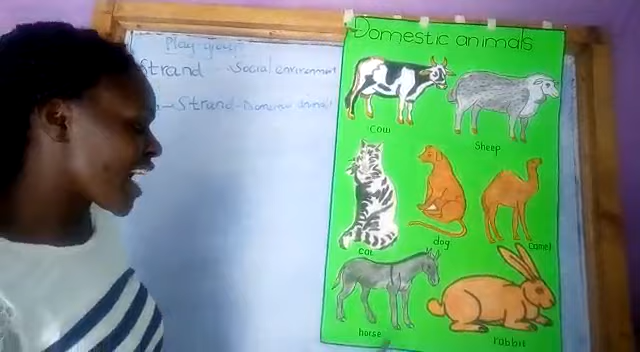 Play group
Strand - Social environment
Strand - Domestic animals
Domestic animals
cow
Sheep
cat
dog
camel
horse
rabbit